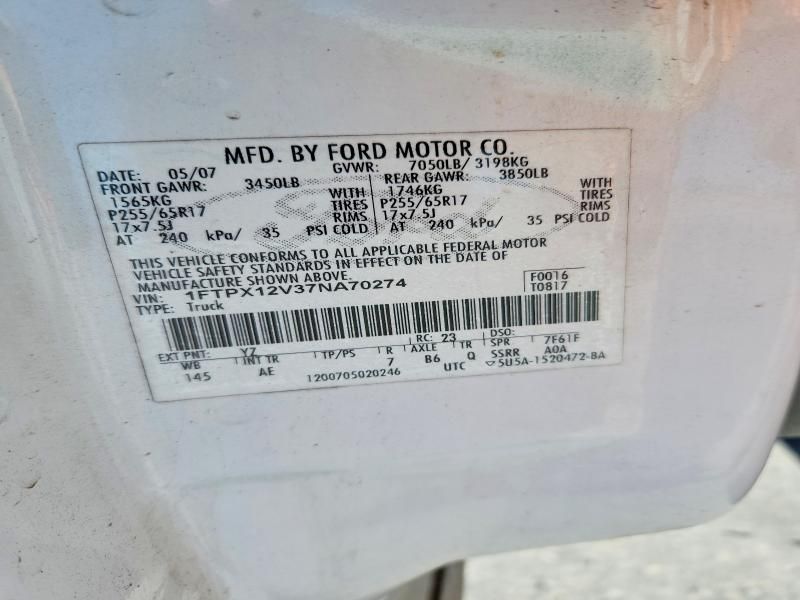 MFD. BY FORD MOTOR CO.
DATE: 05/07 GVWR: 7050LB/ 3198KG
FRONT GAWR: 3450LB REAR GAWR: 3850LB
1565KG WITH 1746KG WITH
P255/65R17 TIRES P255/65R17 TIRES
17x7.5J RIMS 17x7.5J RIMS
AT 240 kPa/ 35 PSI COLD AT 240 kPa/ 35 PSI COLD
Ford
THIS VEHICLE CONFORMS TO ALL APPLICABLE FEDERAL MOTOR
VEHICLE SAFETY STANDARDS IN EFFECT ON THE DATE OF
MANUFACTURE SHOWN ABOVE.
VIN: 1FTPX12V37NA70274 F0016
TYPE: Truck T0817
EXT PNT: YZ RC: 23 DSO:
WB INT TR TP/PS R AXLE TR SPR 7F61F
145 AE 7 B6 Q SSRR A0A
1200705020246 UTC 5U5A-1520472-BA